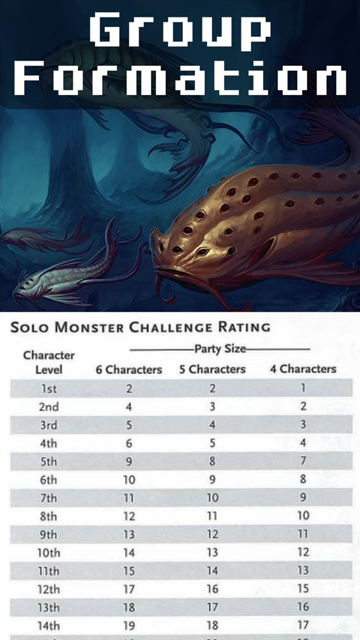 Group
Formation
SOLO MONSTER CHALLENGE RATING
Party Size
Character
Level 6 Characters 5 Characters 4 Characters
1st 2 2 1
2nd 4 3 2
3rd 5 4 3
4th 6 5 4
5th 9 8 7
6th 10 9 8
7th 11 10 9
8th 12 11 10
9th 13 12 11
10th 14 13 12
11th 15 14 13
12th 17 16 15
13th 18 17 16
14th 19 18 17